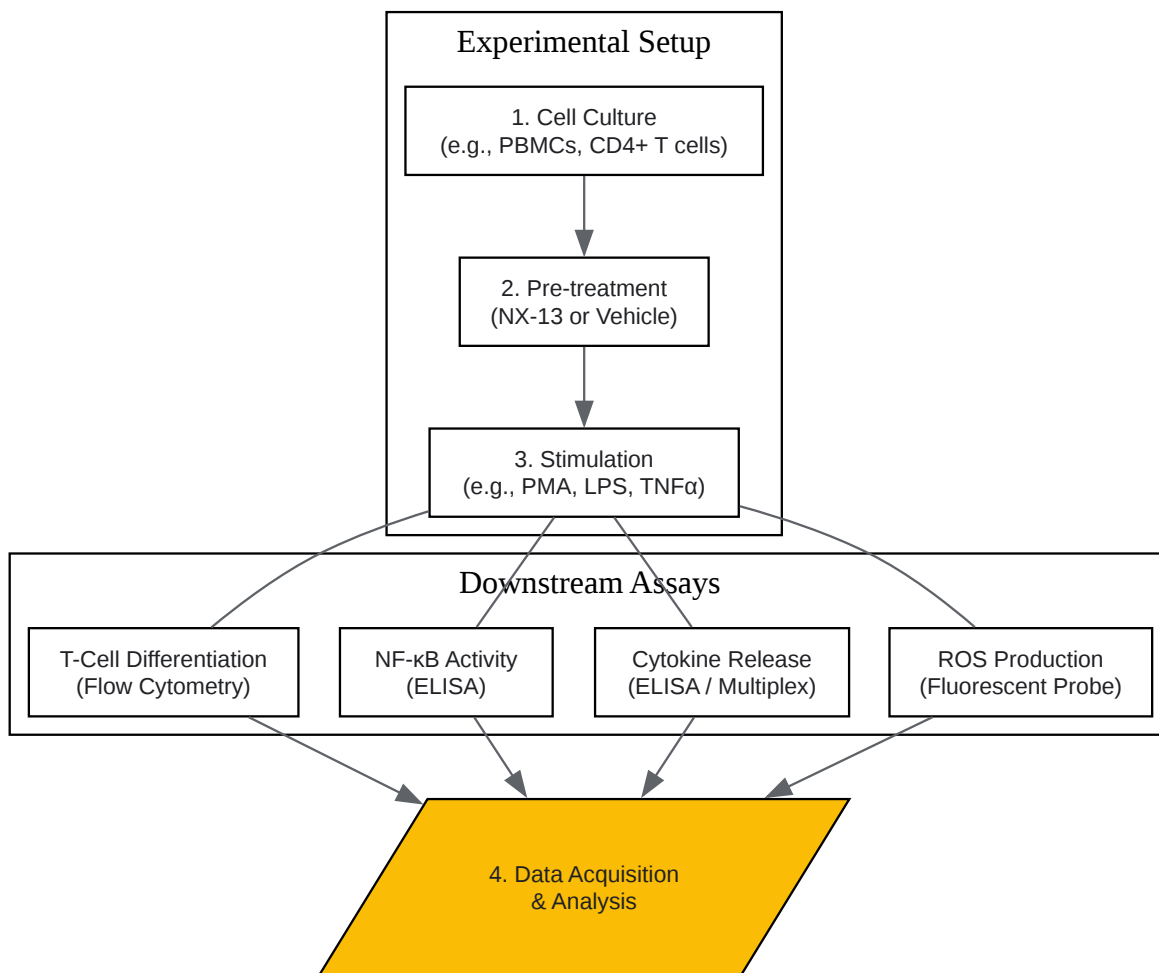 Experimental Setup
1. Cell Culture
(e.g., PBMCs, CD4+ T cells)
2. Pre-treatment
(NX-13 or Vehicle)
3. Stimulation
(e.g., PMA, LPS, TNFα)
Downstream Assays
T-Cell Differentiation
(Flow Cytometry)
NF-κB Activity
(ELISA)
Cytokine Release
(ELISA / Multiplex)
ROS Production
(Fluorescent Probe)
4. Data Acquisition
& Analysis